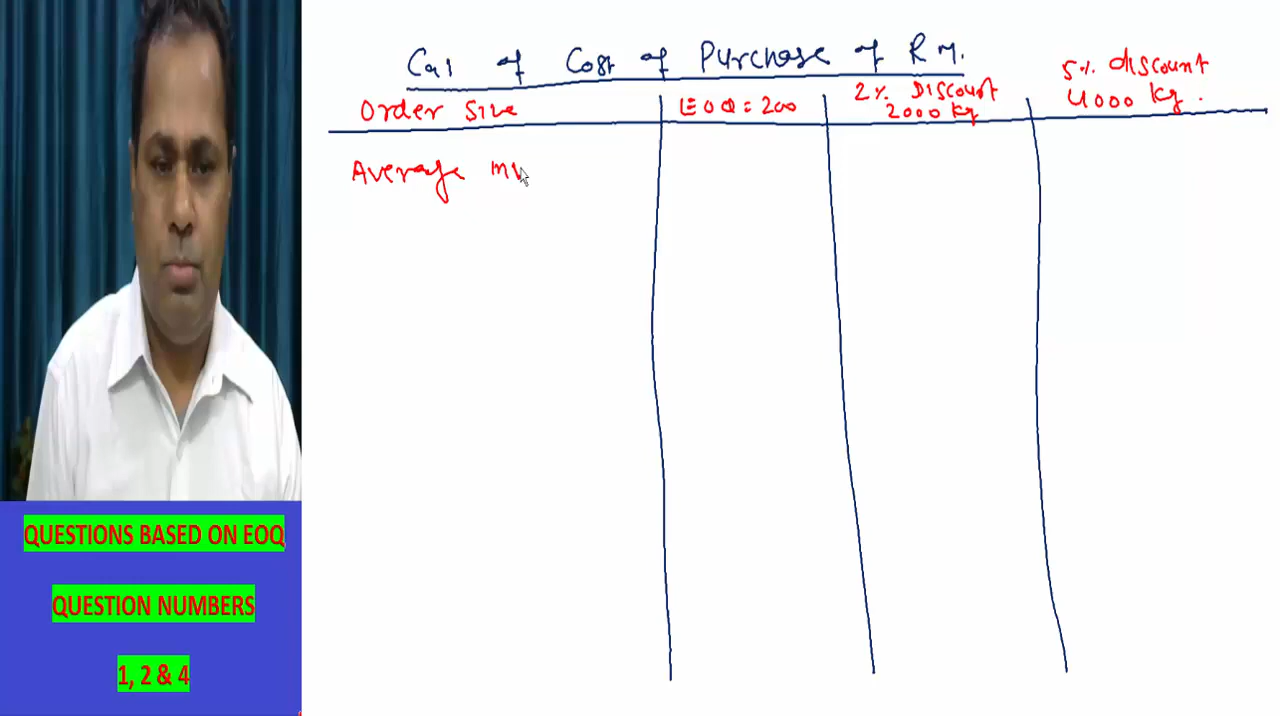 Cal of Cost of Purchase of R M.
Order Size
EOQ = 200
2% Discount
2000 kg
5% Discount
4000 kg.
Average inv
QUESTIONS BASED ON EOQ
QUESTION NUMBERS
1, 2 & 4